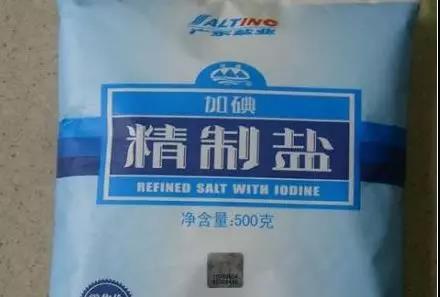 SALTING
广东盐业
加碘
精制盐
REFINED SALT WITH IODINE
净含量:500克